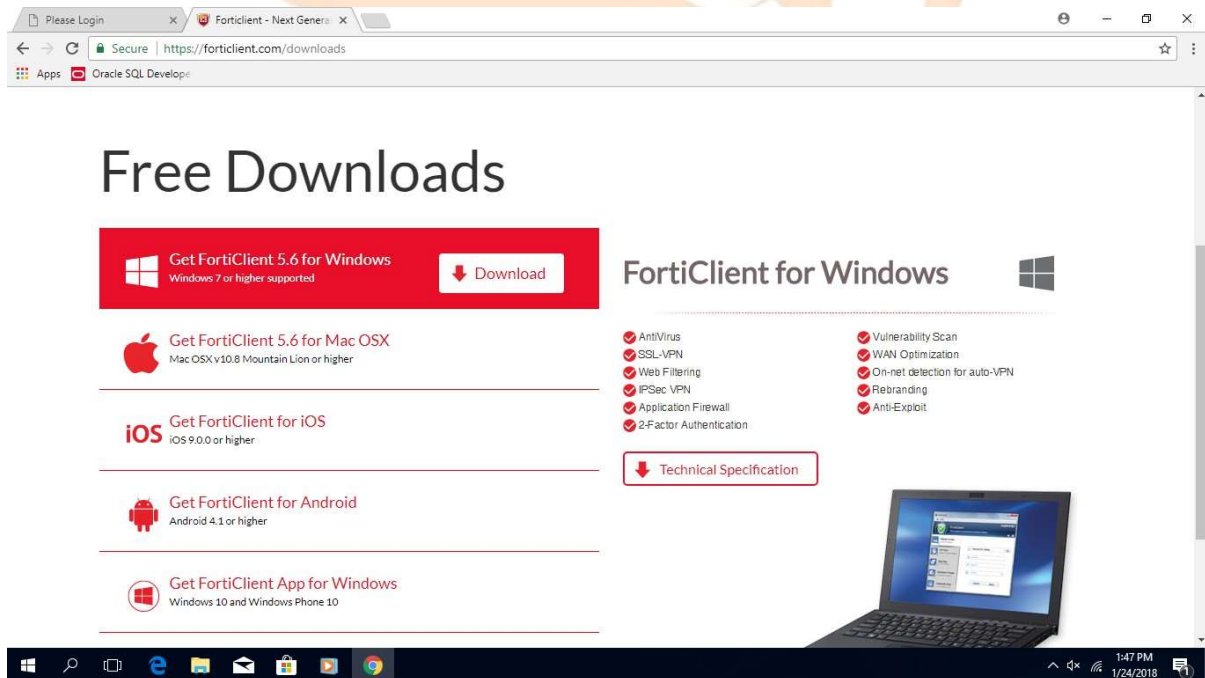 Please Login
Forticlient - Next Genera
Secure | https://forticlient.com/downloads
Apps
Oracle SQL Develope
Free Downloads
Get FortiClient 5.6 for Windows
Windows 7 or higher supported
Download
Get FortiClient 5.6 for Mac OSX
Mac OSX v10.8 Mountain Lion or higher
iOS
Get FortiClient for iOS
iOS 9.0.0 or higher
Get FortiClient for Android
Android 4.1 or higher
Get FortiClient App for Windows
Windows 10 and Windows Phone 10
FortiClient for Windows
AntiVirus
SSL-VPN
Web Filtering
IPSec VPN
Application Firewall
2-Factor Authentication
Vulnerability Scan
WAN Optimization
On-net detection for auto-VPN
Rebranding
Anti-Exploit
Technical Specification
1:47 PM
1/24/2018